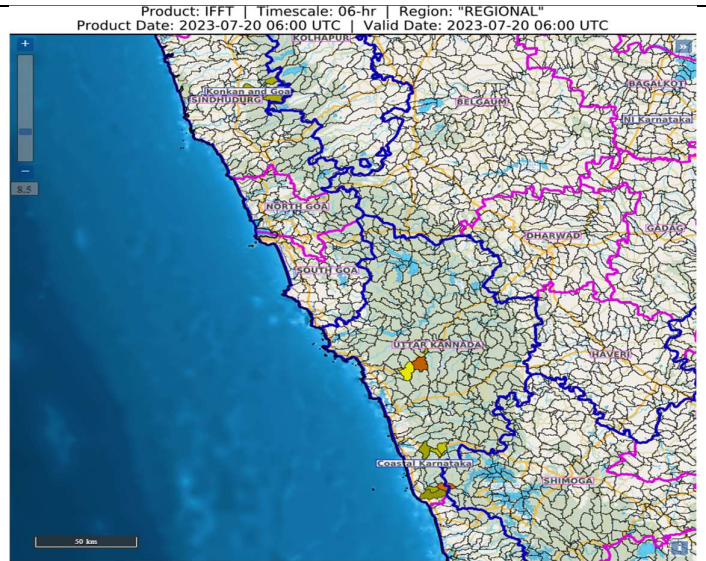 Product: IFFT | Timescale: 06-hr | Region: "REGIONAL"
Product Date: 2023-07-20 06:00 UTC | Valid Date: 2023-07-20 06:00 UTC
+
KOLHAPUR
»
BAGALKOT
Konkan and Goa
SINDHUDURG
BELGAUM
NI Karnataka
−
8.5
NORTH GOA
GADAG
DHARWAD
SOUTH GOA
UTTAR KANNADA
HAVERI
Coastal Karnataka
SHIMOGA
50 km